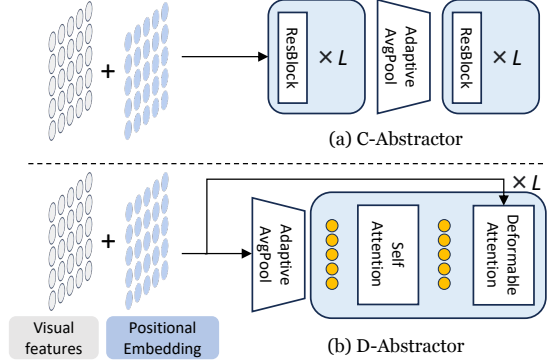 +
ResBlock
× L
Adaptive
AvgPool
ResBlock
× L
(a) C-Abstractor
× L
+
Adaptive
AvgPool
Self
Attention
Deformable
Attention
Visual
features
Positional
Embedding
(b) D-Abstractor